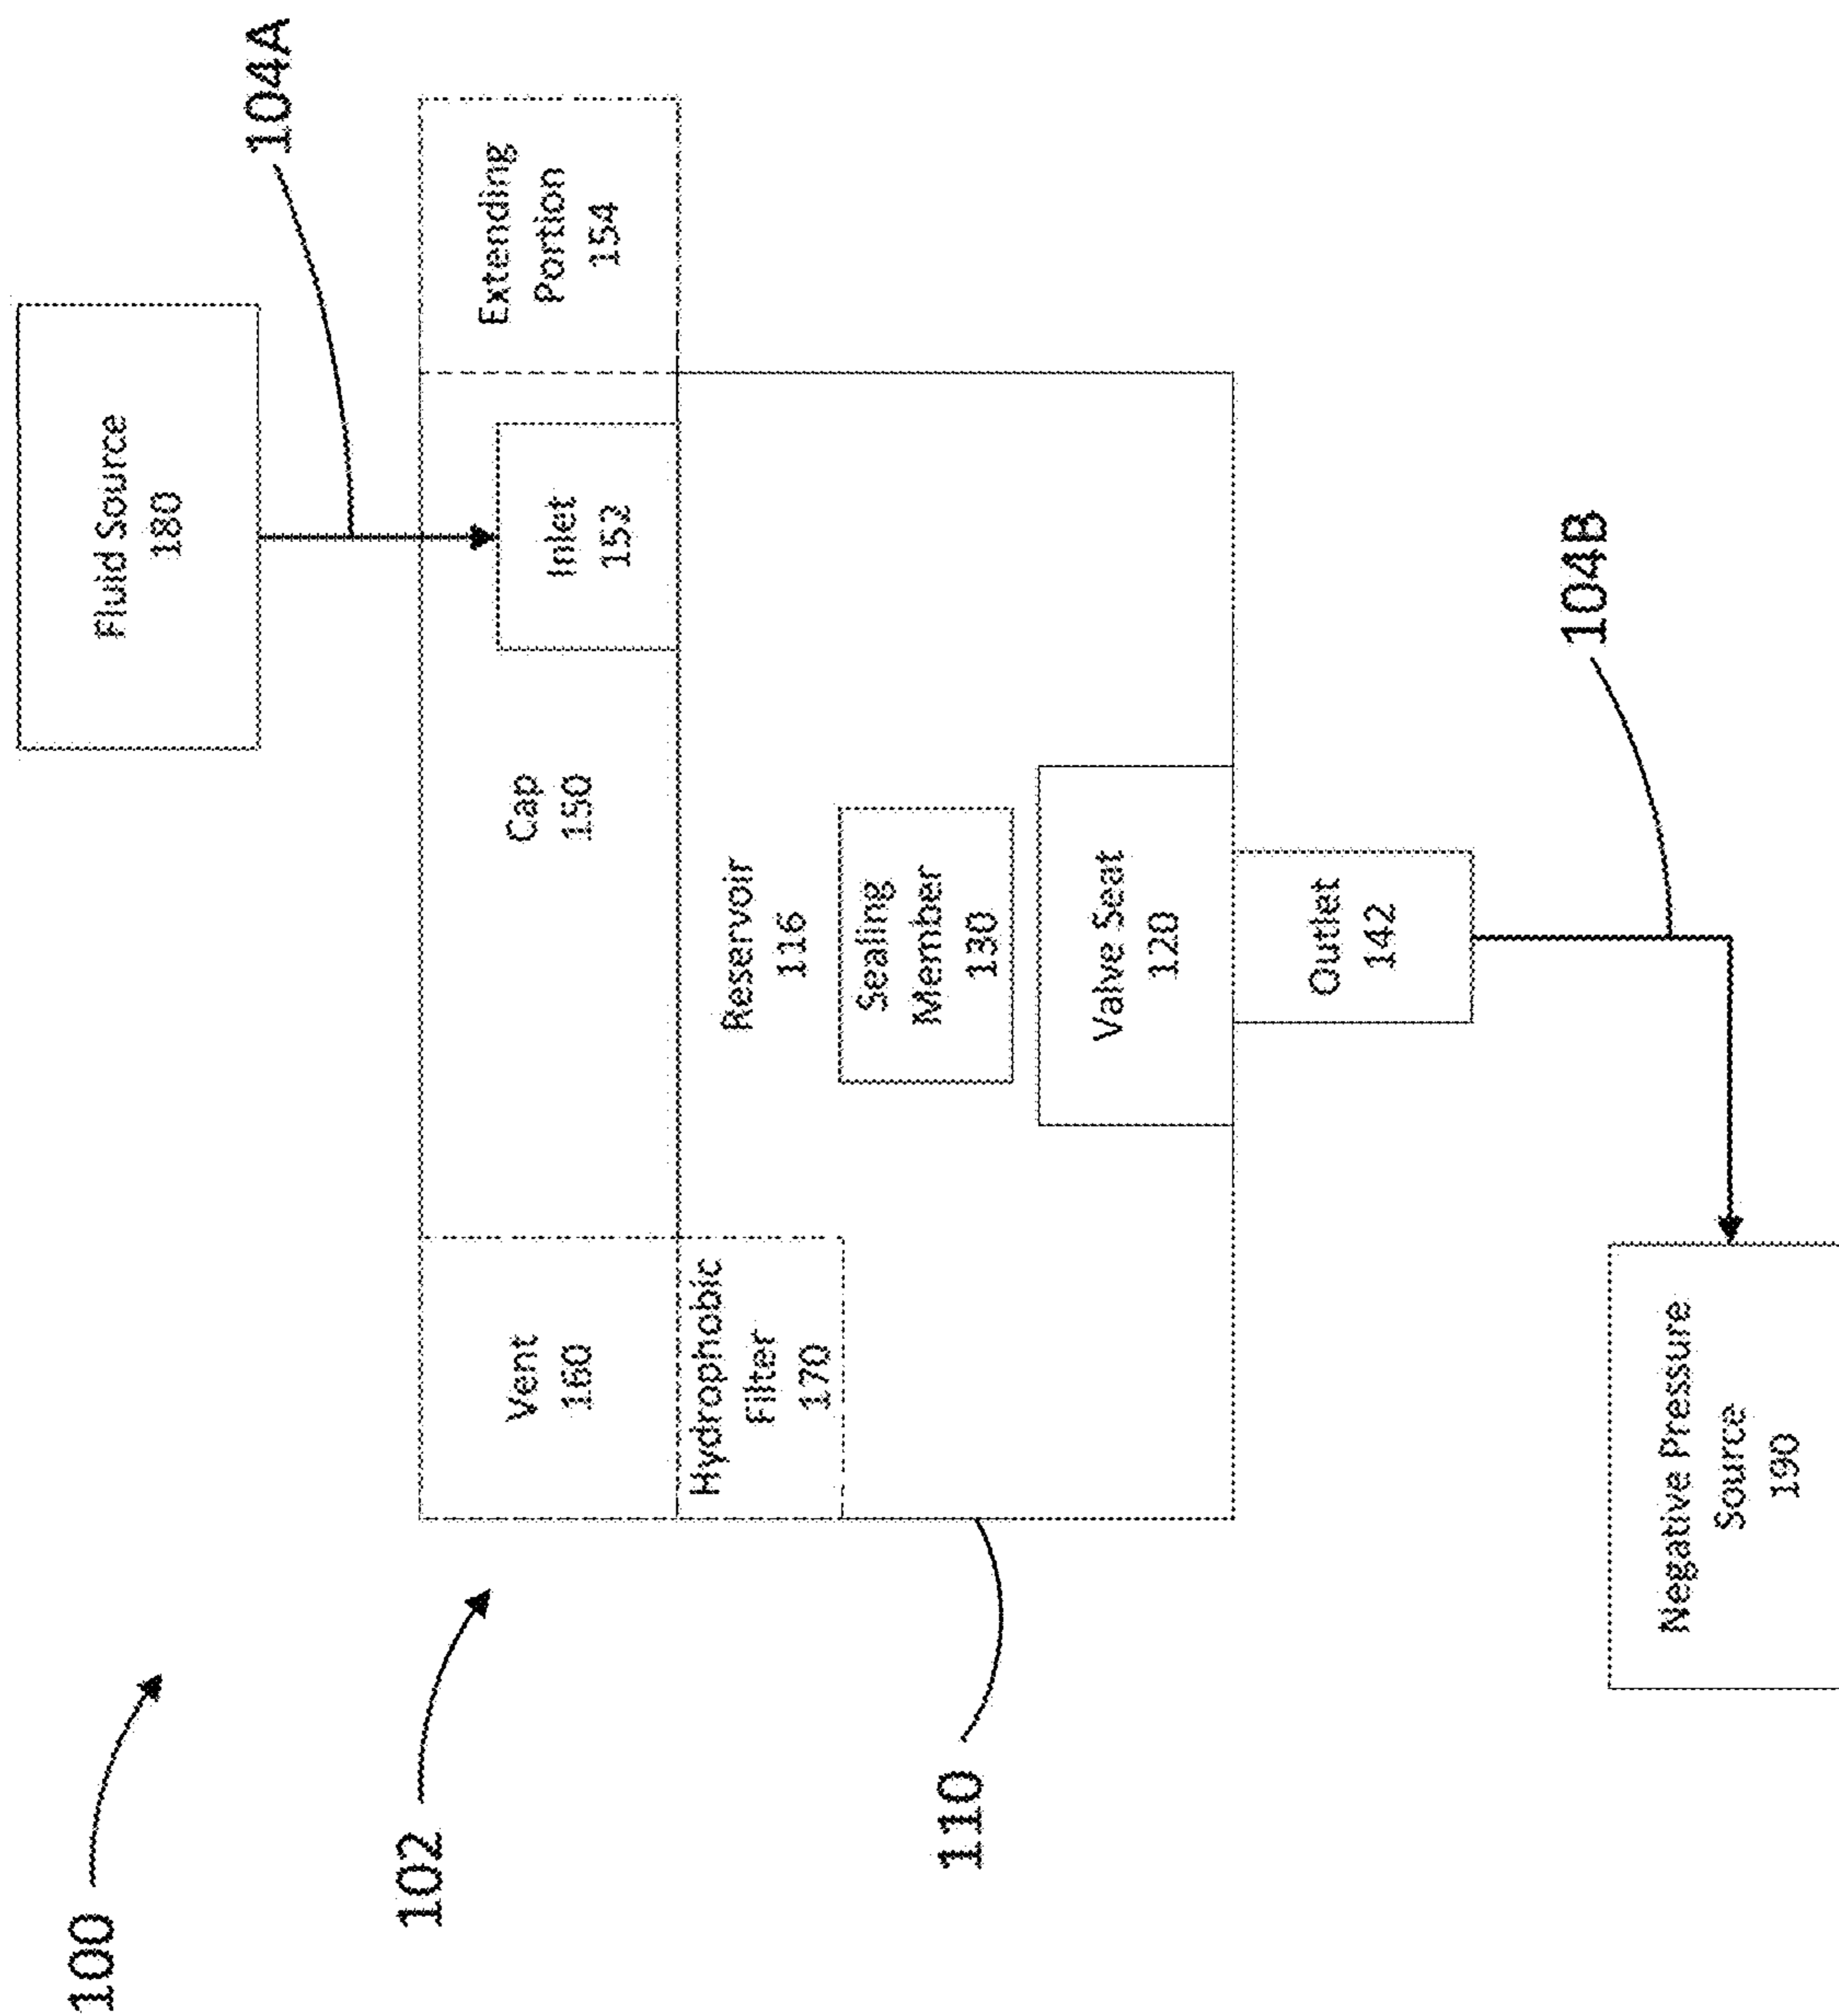 100
Fluid Source
180
104A
102
Vent
160
Cap
150
Inlet
152
Extending
Portion
154
Hydrophobic
Filter
170
Reservoir
116
Sealing
Member
130
110
Valve Seat
120
Outlet
142
104B
Negative Pressure
Source
190